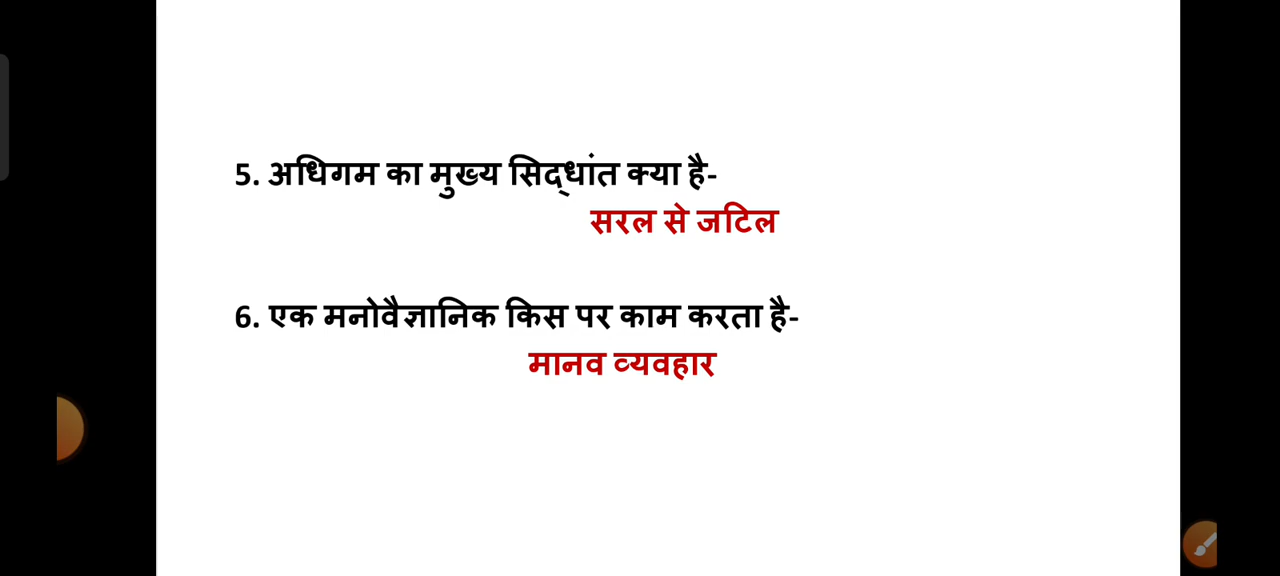 5. अधिगम का मुख्य सिद्धांत क्या है-
सरल से जटिल
6. एक मनोवैज्ञानिक किस पर काम करता है-
मानव व्यवहार